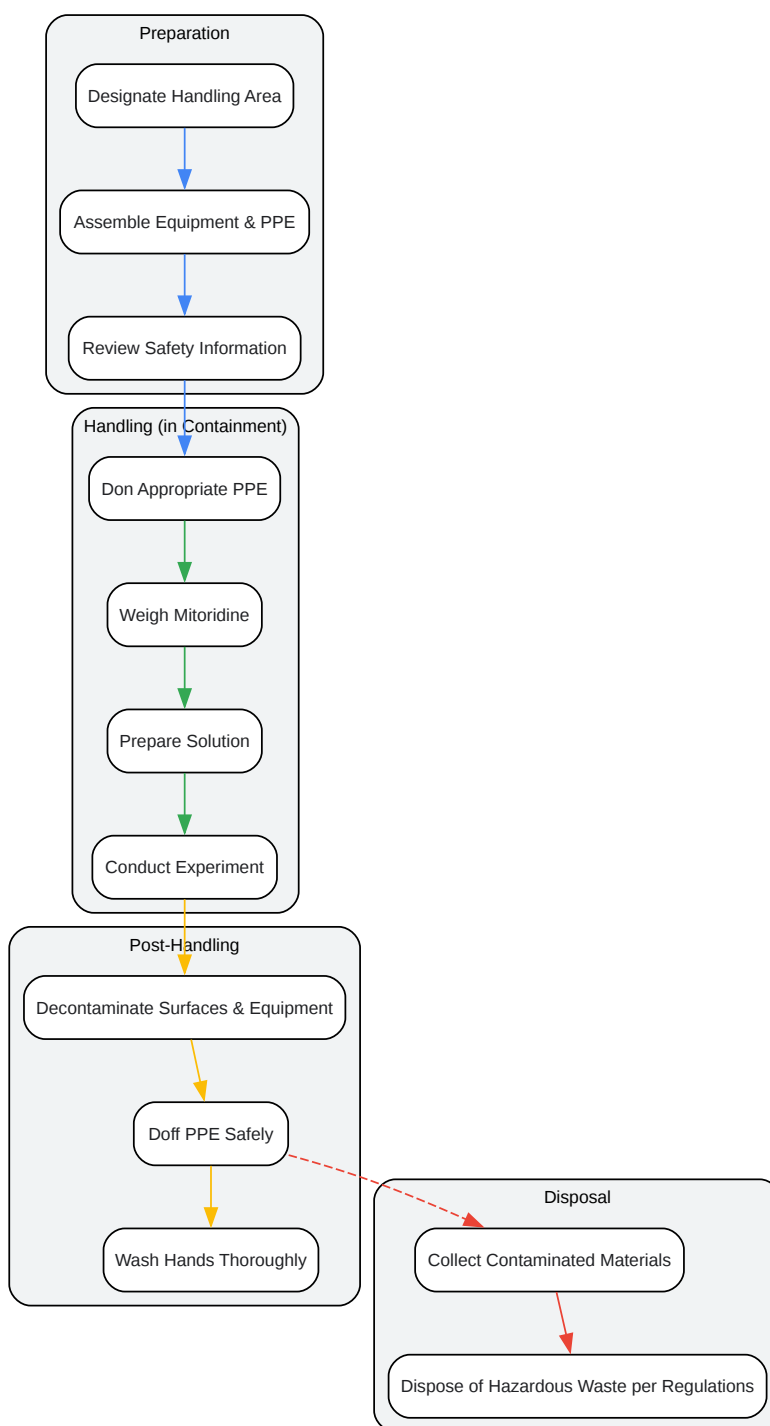 Preparation
Designate Handling Area
Assemble Equipment & PPE
Review Safety Information
Handling (in Containment)
Don Appropriate PPE
Weigh Mitoridine
Prepare Solution
Conduct Experiment
Post-Handling
Decontaminate Surfaces & Equipment
Doff PPE Safely
Wash Hands Thoroughly
Disposal
Collect Contaminated Materials
Dispose of Hazardous Waste per Regulations